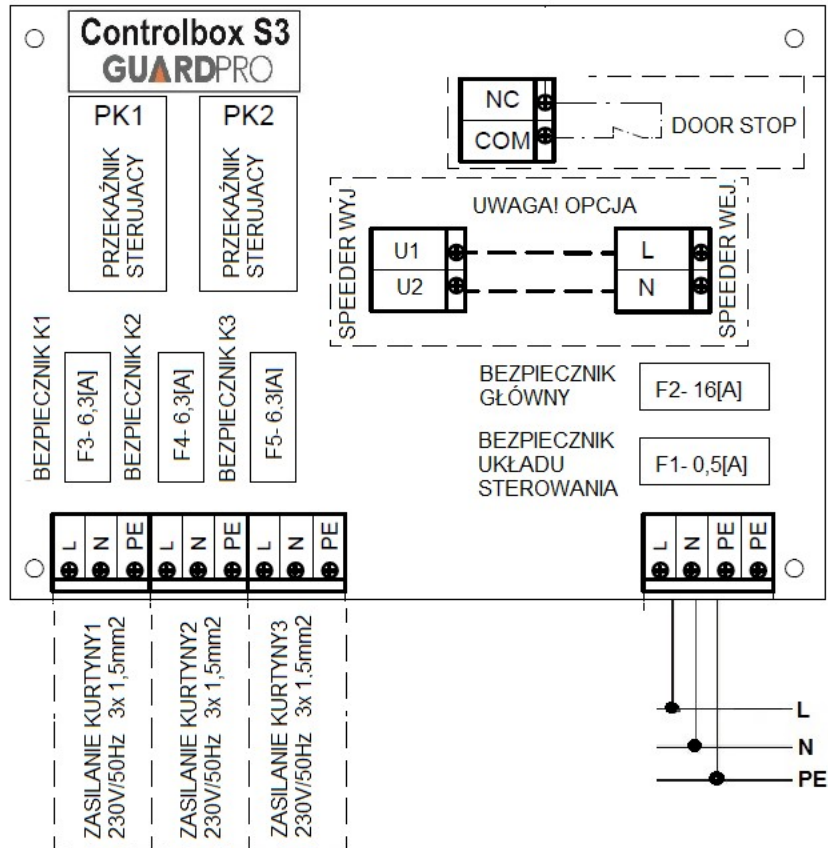 Controlbox S3
GUARDPRO
PK1
PRZEKAŹNIK
STERUJACY
PK2
PRZEKAŹNIK
STERUJACY
NC
COM
DOOR STOP
UWAGA! OPCJA
SPEEDER WYJ
U1
U2
L
N
SPEEDER WEJ.
BEZPIECZNIK K1
F3- 6,3[A]
BEZPIECZNIK K2
F4- 6,3[A]
BEZPIECZNIK K3
F5- 6.3[A]
BEZPIECZNIK
GŁÓWNY
F2- 16[A]
BEZPIECZNIK
UKŁADU
STEROWANIA
F1- 0,5[A]
L N PE L N PE L N PE
L N PE PE
ZASILANIE KURTYNY1
230V/50Hz 3x 1,5mm2
ZASILANIE KURTYNY2
230V/50Hz 3x 1,5mm2
ZASILANIE KURTYNY3
230V/50Hz 3x 1.5mm2
L
N
PE